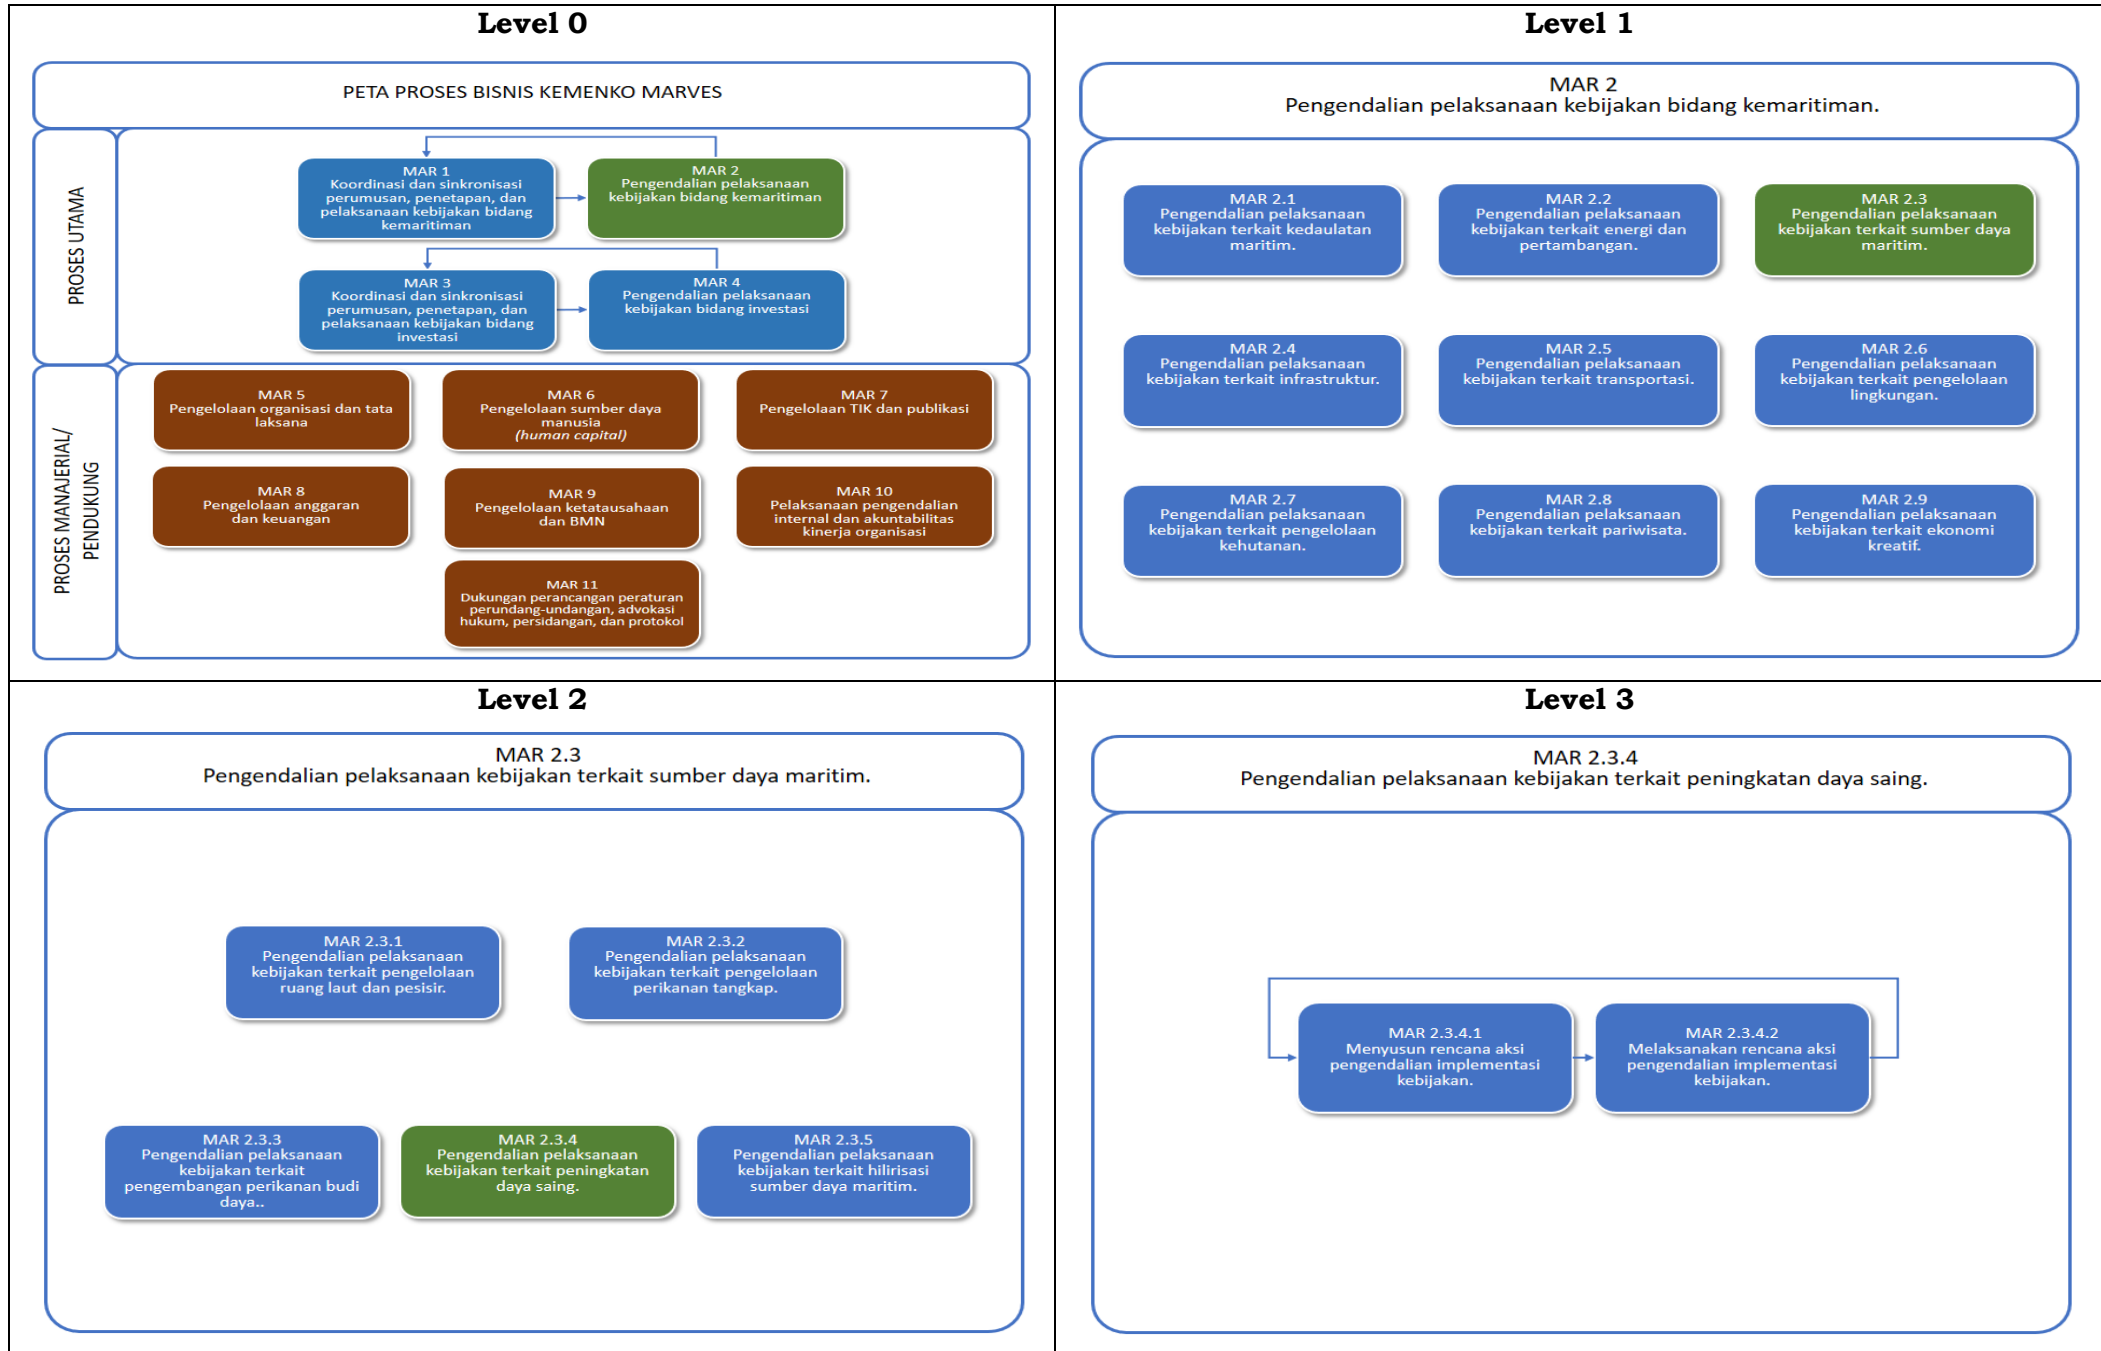 Level 0
PETA PROSES BISNIS KEMENKO MARVES
PROSES UTAMA
MAR 1
Koordinasi dan sinkronisasi
perumusan, penetapan, dan
pelaksanaan kebijakan bidang
kemaritiman
MAR 2
Pengendalian pelaksanaan
kebijakan bidang kemaritiman
MAR 3
Koordinasi dan sinkronisasi
perumusan, penetapan, dan
pelaksanaan kebijakan bidang
investasi
MAR 4
Pengendalian pelaksanaan
kebijakan bidang investasi
PROSES MANAJERIAL/
PENDUKUNG
MAR 5
Pengelolaan organisasi dan tata
laksana
MAR 6
Pengelolaan sumber daya
manusia
(human capital)
MAR 7
Pengelolaan TIK dan publikasi
MAR 8
Pengelolaan anggaran
dan keuangan
MAR 9
Pengelolaan ketatausahaan
dan BMN
MAR 10
Pelaksanaan pengendalian
internal dan akuntabilitas
kinerja organisasi
MAR 11
Dukungan perancangan peraturan
perundang-undangan, advokasi
hukum, persidangan, dan protokol
Level 1
MAR 2
Pengendalian pelaksanaan kebijakan bidang kemaritiman.
MAR 2.1
Pengendalian pelaksanaan
kebijakan terkait kedaulatan
maritim.
MAR 2.2
Pengendalian pelaksanaan
kebijakan terkait energi dan
pertambangan.
MAR 2.3
Pengendalian pelaksanaan
kebijakan terkait sumber daya
maritim.
MAR 2.4
Pengendalian pelaksanaan
kebijakan terkait infrastruktur.
MAR 2.5
Pengendalian pelaksanaan
kebijakan terkait transportasi.
MAR 2.6
Pengendalian pelaksanaan
kebijakan terkait pengelolaan
lingkungan.
MAR 2.7
Pengendalian pelaksanaan
kebijakan terkait pengelolaan
kehutanan.
MAR 2.8
Pengendalian pelaksanaan
kebijakan terkait pariwisata.
MAR 2.9
Pengendalian pelaksanaan
kebijakan terkait ekonomi
kreatif.
Level 2
MAR 2.3
Pengendalian pelaksanaan kebijakan terkait sumber daya maritim.
MAR 2.3.1
Pengendalian pelaksanaan
kebijakan terkait pengelolaan
ruang laut dan pesisir.
MAR 2.3.2
Pengendalian pelaksanaan
kebijakan terkait pengelolaan
perikanan tangkap.
MAR 2.3.3
Pengendalian pelaksanaan
kebijakan terkait
pengembangan perikanan budi
daya..
MAR 2.3.4
Pengendalian pelaksanaan
kebijakan terkait peningkatan
daya saing.
MAR 2.3.5
Pengendalian pelaksanaan
kebijakan terkait hilirisasi
sumber daya maritim.
Level 3
MAR 2.3.4
Pengendalian pelaksanaan kebijakan terkait peningkatan daya saing.
MAR 2.3.4.1
Menyusun rencana aksi
pengendalian implementasi
kebijakan.
MAR 2.3.4.2
Melaksanakan rencana aksi
pengendalian implementasi
kebijakan.